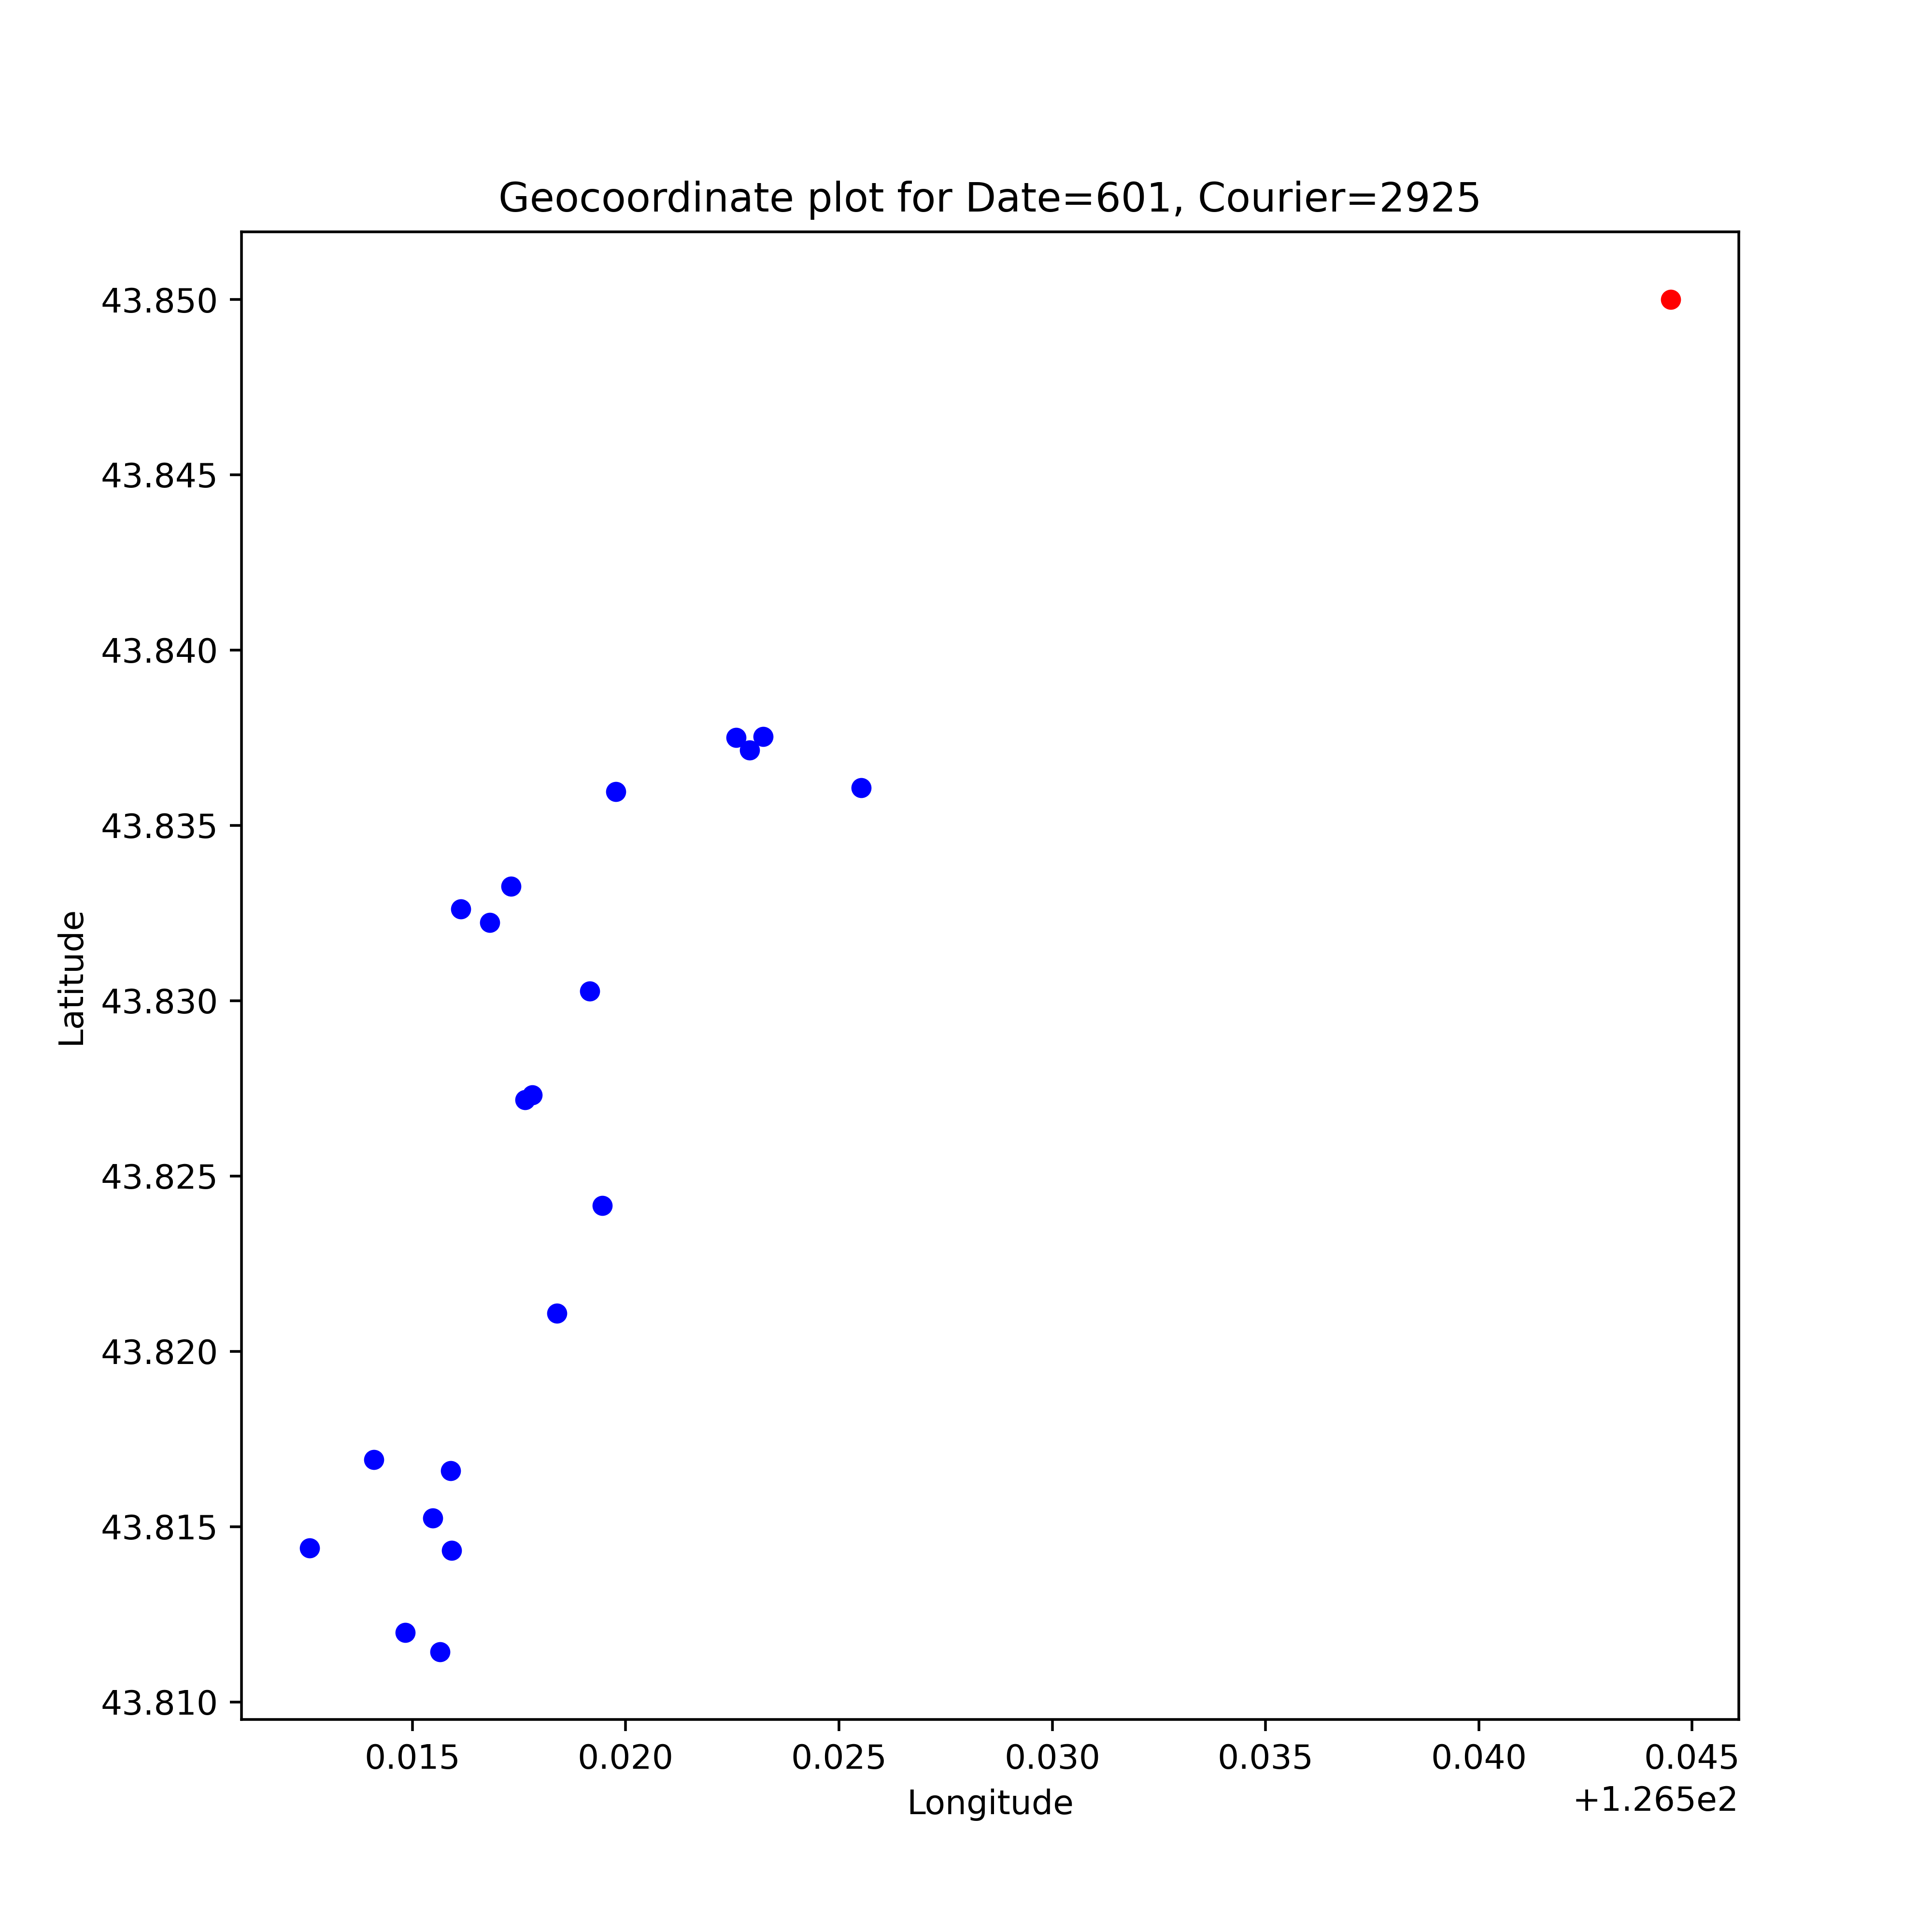 Geocoordinate plot for Date=601, Courier=2925
43.850
43.845
43.840
43.835
43.830
43.825
43.820
43.815
43.810
Latitude
0.015 0.020 0.025 0.030 0.035 0.040 0.045
+1.265e2
Longitude